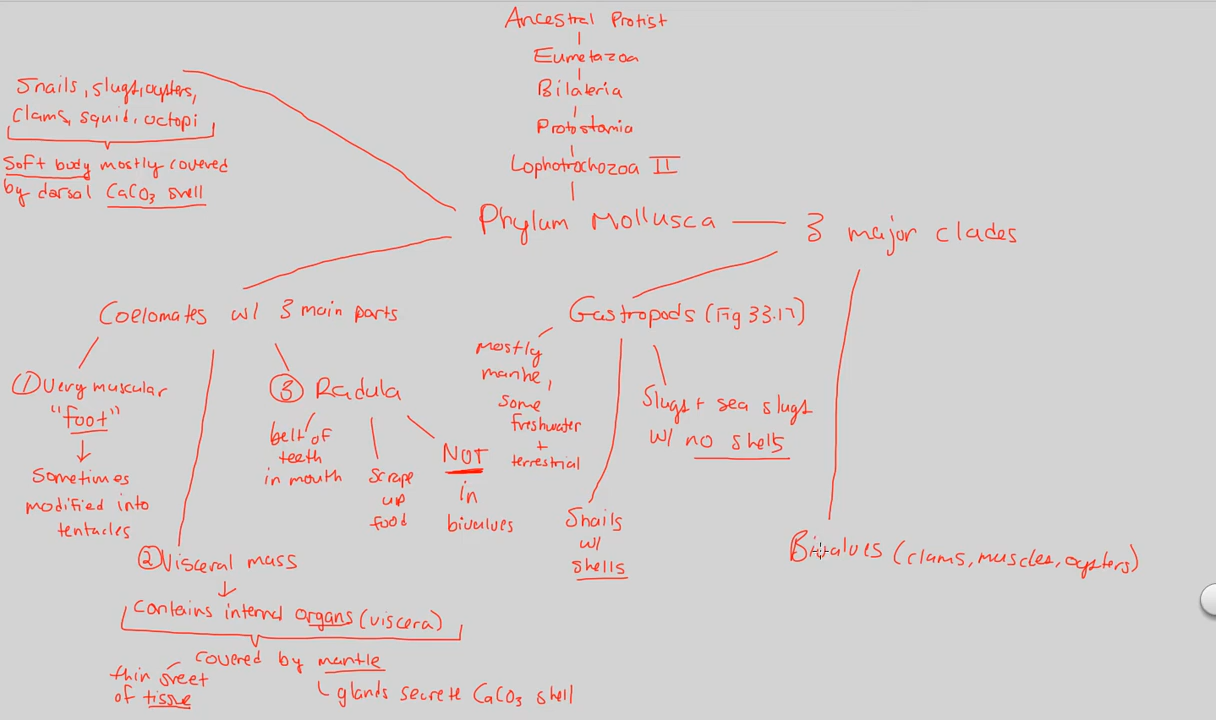 Ancestral Protist
Eumetazoa
Bilateria
Protostomia
Lophotrochozoa II
Phylum Mollusca
3 major clades
Snails, slugs, oysters,
clams, squid, octopi
Soft body mostly covered
by dorsal CaCO3 shell
Coelomates w/ 3 main parts
① Very muscular
"foot"
Sometimes
modified into
tentacles
② Visceral mass
contains internal organs (viscera)
covered by mantle
thin sheet
of tissue
glands secrete CaCO3 shell
③ Radula
belt of
teeth
in mouth
scrape
up
food
NOT
in
bivalves
Gastropods (Fig 33.17)
mostly
marine,
some
freshwater
+
terrestrial
Snails
w/
shells
Slugs + sea slugs
w/ no shells
Bivalves (clams, muscles, oysters)